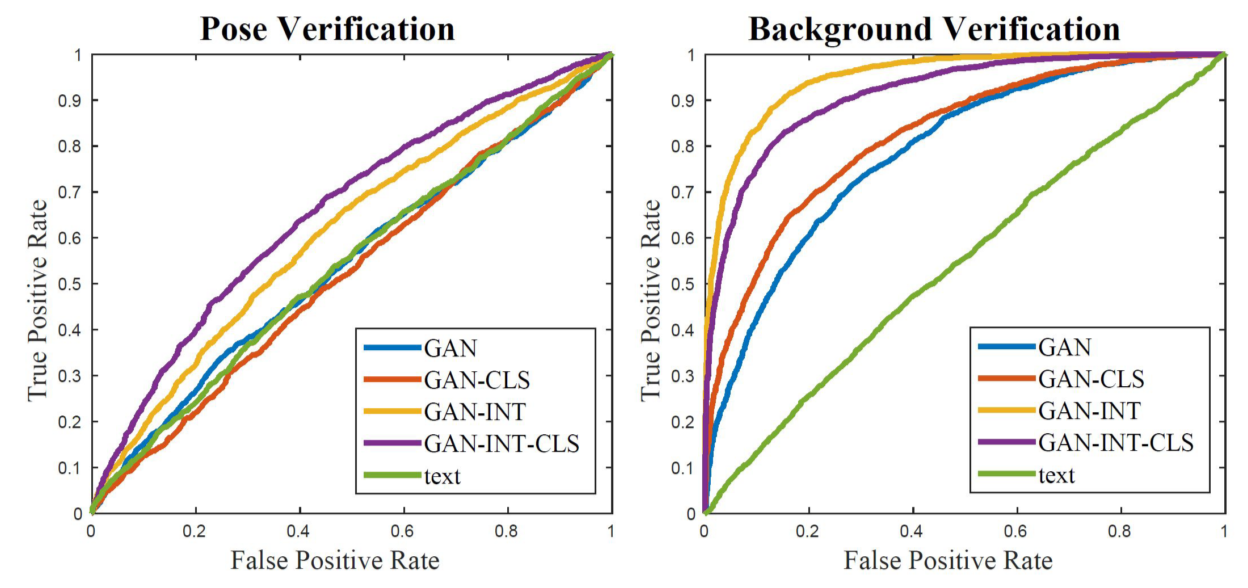 Pose Verification
True Positive Rate
1
0.9
0.8
0.7
0.6
0.5
0.4
0.3
0.2
0.1
0
0
0.2
0.4
0.6
0.8
1
False Positive Rate
GAN
GAN-CLS
GAN-INT
GAN-INT-CLS
text
Background Verification
True Positive Rate
1
0.9
0.8
0.7
0.6
0.5
0.4
0.3
0.2
0.1
0
0
0.2
0.4
0.6
0.8
1
False Positive Rate
GAN
GAN-CLS
GAN-INT
GAN-INT-CLS
text